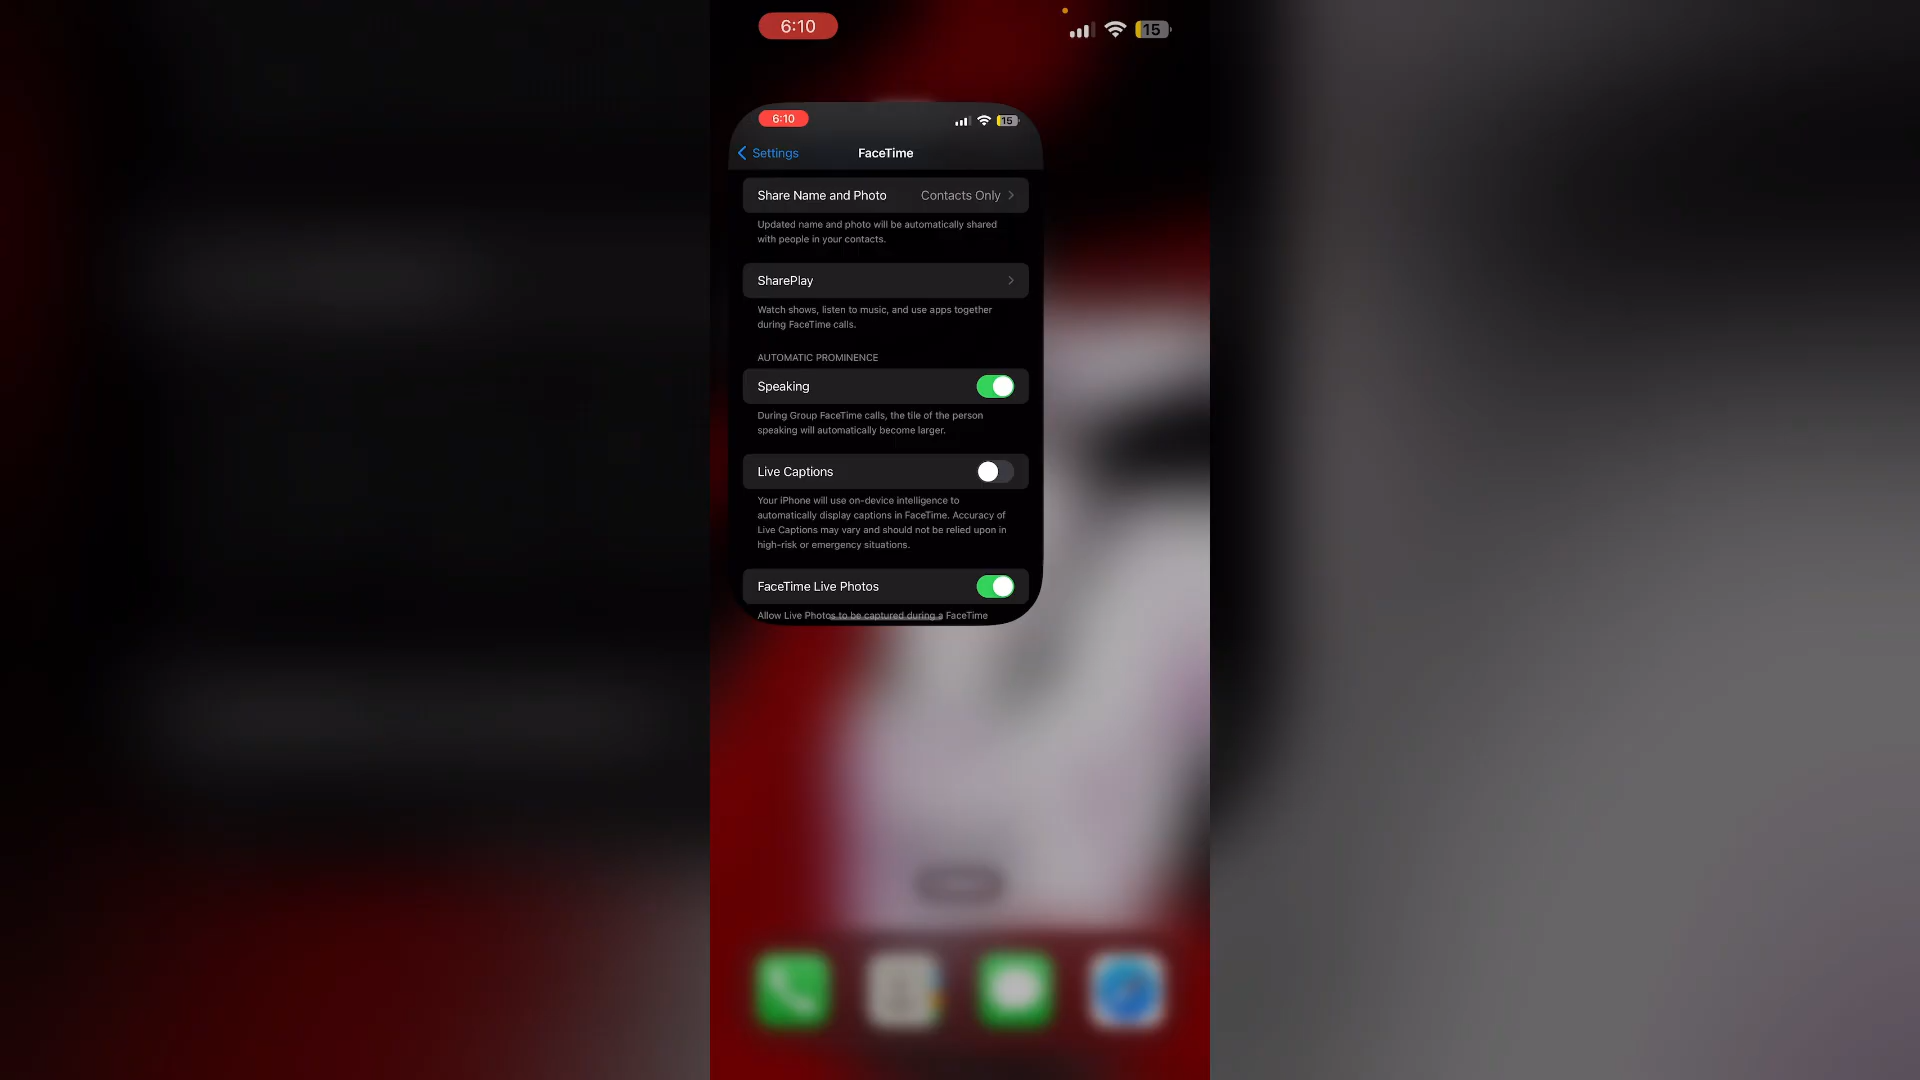 6:10
15
6:10
15
Settings
FaceTime
Share Name and Photo
Contacts Only
Updated name and photo will be automatically shared
with people in your contacts.
SharePlay
Watch shows, listen to music, and use apps together
during FaceTime calls.
AUTOMATIC PROMINENCE
Speaking
During Group FaceTime calls, the tile of the person
speaking will automatically become larger.
Live Captions
Your iPhone will use on-device intelligence to
automatically display captions in FaceTime. Accuracy of
Live Captions may vary and should not be relied upon in
high-risk or emergency situations.
FaceTime Live Photos
Allow Live Photos to be captured during a FaceTime